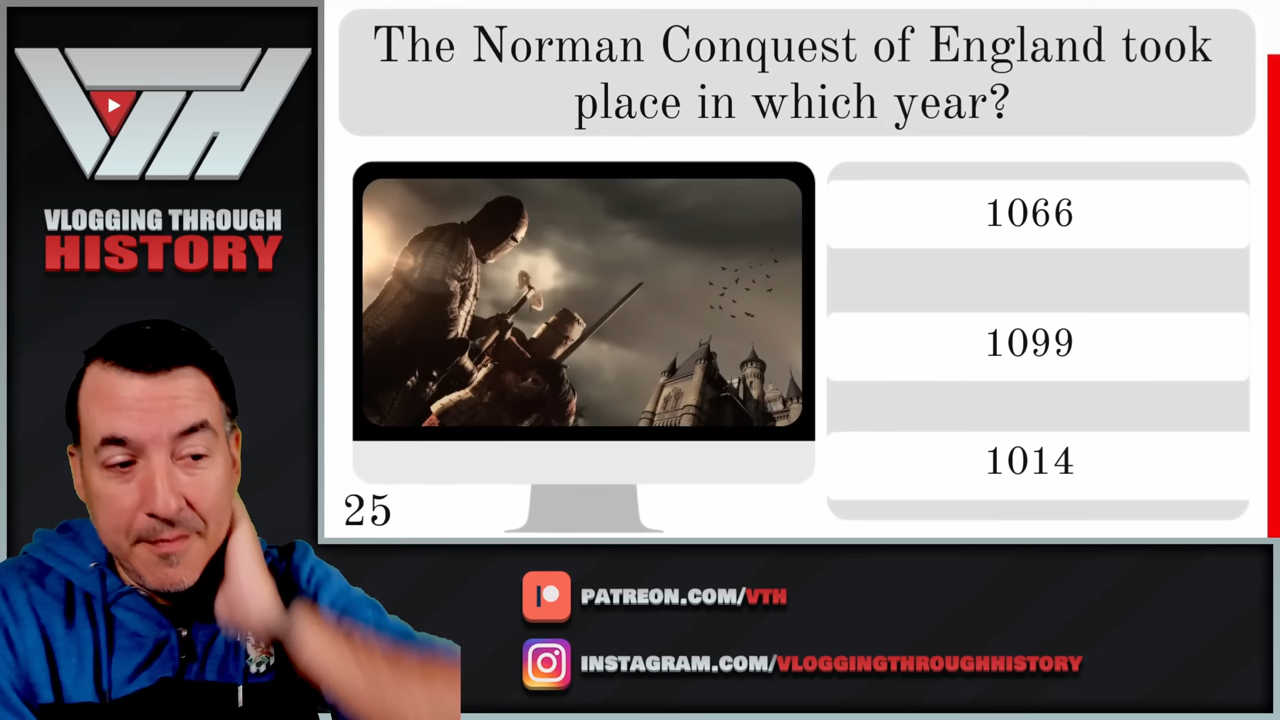 VTH
VLOGGING THROUGH
HISTORY
The Norman Conquest of England took
place in which year?
1066
1099
1014
25
PATREON.COM/VTH
INSTAGRAM.COM/VLOGGINGTHROUGHHISTORY